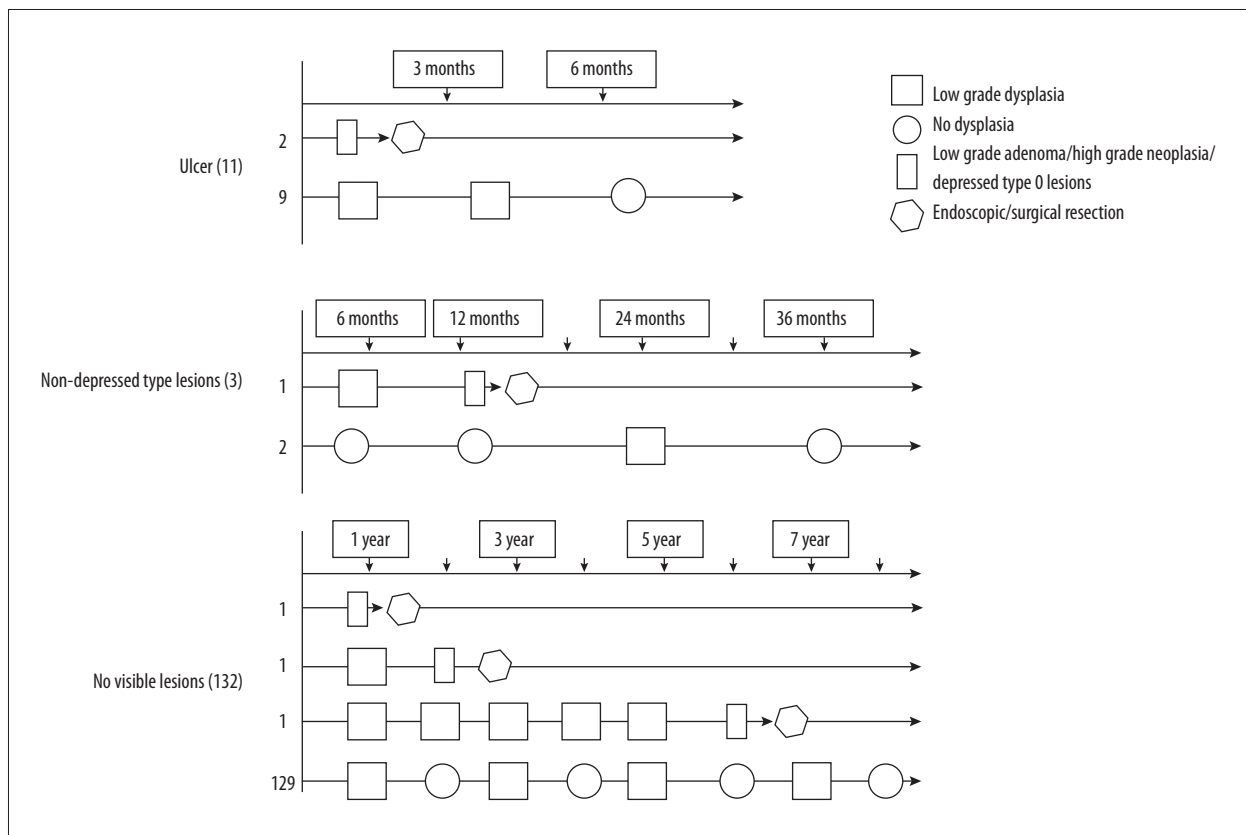 3 months
6 months
2
Ulcer (11)
9
Low grade dysplasia
No dysplasia
Low grade adenoma/high grade neoplasia/
depressed type 0 lesions
Endoscopic/surgical resection
6 months
12 months
24 months
36 months
Non-depressed type lesions (3)
1
2
1 year
3 year
5 year
7 year
1
1
No visible lesions (132)
1
129